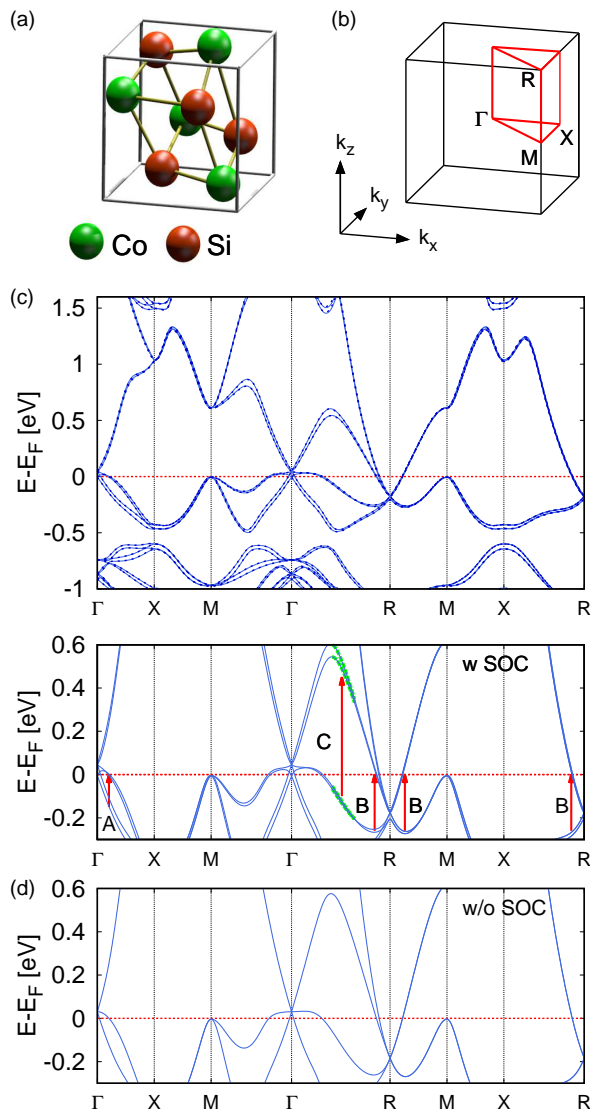 (a)
Co
Si
(b)
R
Γ
X
M
k_z
k_y
k_x
(c)
E-E_F [eV]
1.5
1
0.5
0
-0.5
-1
Γ X M Γ R M X R
w SOC
E-E_F [eV]
0.6
0.4
0.2
0
-0.2
A
C
B
B
B
Γ X M Γ R M X R
(d)
w/o SOC
E-E_F [eV]
0.6
0.4
0.2
0
-0.2
Γ X M Γ R M X R